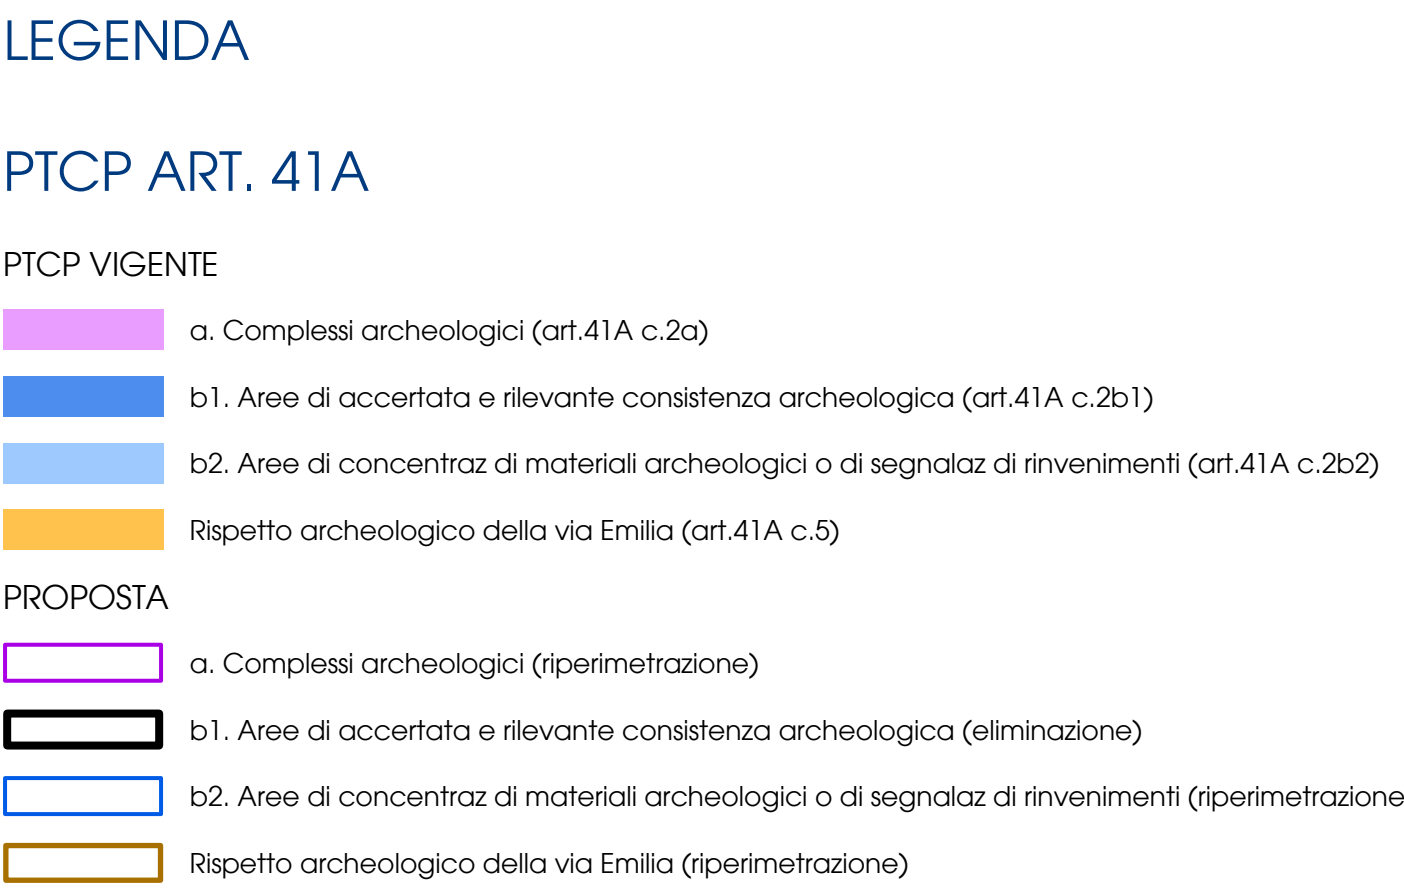 LEGENDA
PTCP ART. 41A
PTCP VIGENTE
a. Complessi archeologici (art.41A c.2a)
b1. Aree di accertata e rilevante consistenza archeologica (art.41A c.2b1)
b2. Aree di concentraz di materiali archeologici o di segnalaz di rinvenimenti (art.41A c.2b2)
Rispetto archeologico della via Emilia (art.41A c.5)
PROPOSTA
a. Complessi archeologici (riperimetrazione)
b1. Aree di accertata e rilevante consistenza archeologica (eliminazione)
b2. Aree di concentraz di materiali archeologici o di segnalaz di rinvenimenti (riperimetrazione
Rispetto archeologico della via Emilia (riperimetrazione)